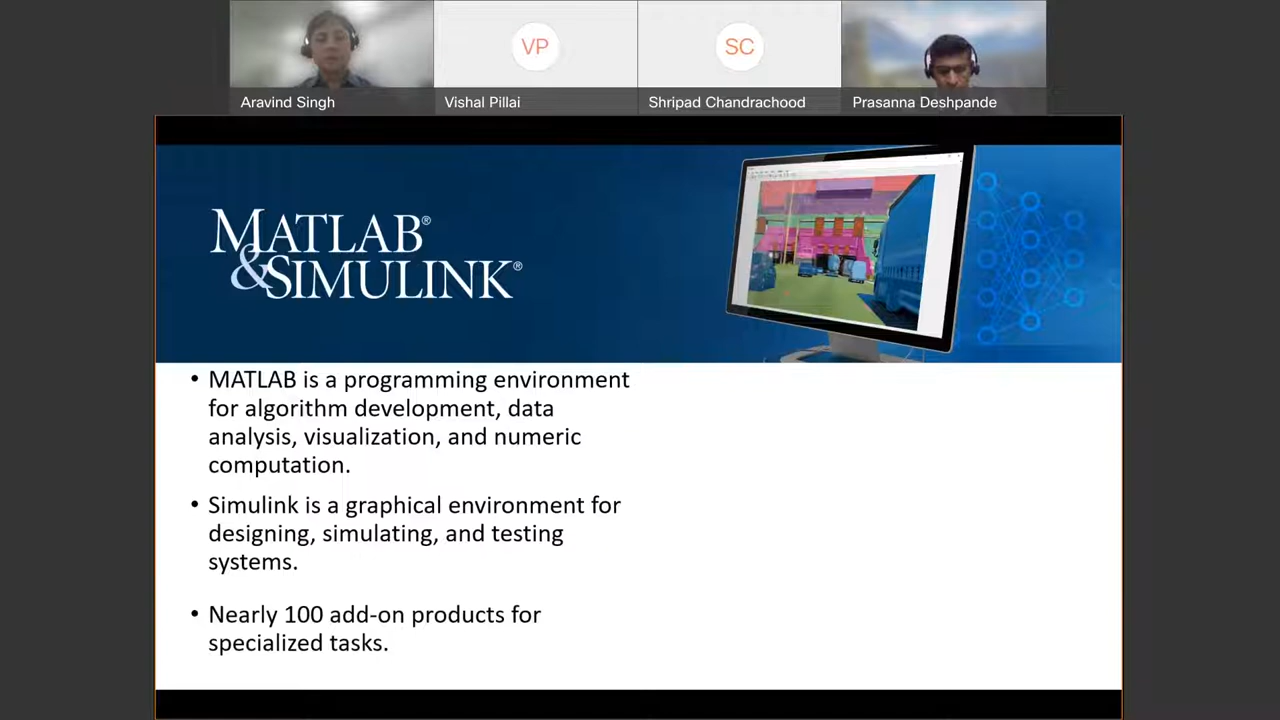 VP
SC
Aravind Singh
Vishal Pillai
Shripad Chandrachood
Prasanna Deshpande
MATLAB®
&SIMULINK®
• MATLAB is a programming environment
for algorithm development, data
analysis, visualization, and numeric
computation.
• Simulink is a graphical environment for
designing, simulating, and testing
systems.
• Nearly 100 add-on products for
specialized tasks.